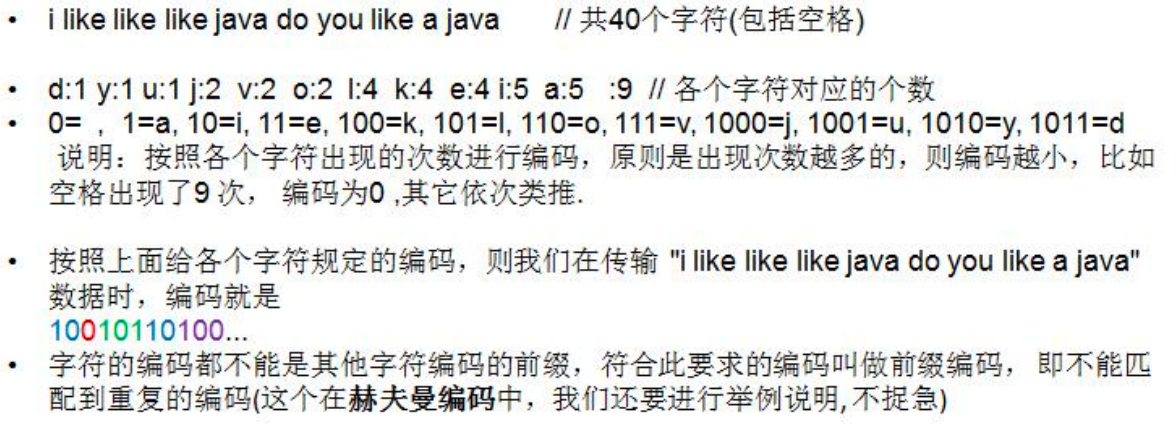 • i like like like java do you like a java // 共40个字符(包括空格)
• d:1 y:1 u:1 j:2 v:2 o:2 l:4 k:4 e:4 i:5 a:5 :9 // 各个字符对应的个数
• 0= , 1=a, 10=i, 11=e, 100=k, 101=l, 110=o, 111=v, 1000=j, 1001=u, 1010=y, 1011=d
说明：按照各个字符出现的次数进行编码，原则是出现次数越多的，则编码越小，比如
空格出现了9 次， 编码为0 ,其它依次类推.
• 按照上面给各个字符规定的编码，则我们在传输 "i like like like java do you like a java"
数据时，编码就是
10010110100...
• 字符的编码都不能是其他字符编码的前缀，符合此要求的编码叫做前缀编码， 即不能匹
配到重复的编码(这个在赫夫曼编码中，我们还要进行举例说明,不捉急)